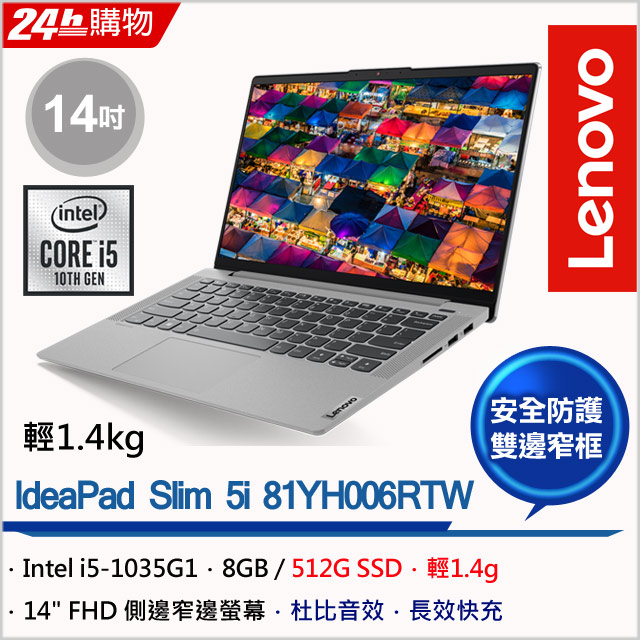 24h購物
14吋
Lenovo
intel
CORE i5
10TH GEN
Lenovo
安全防護
雙邊窄框
輕1.4kg
IdeaPad Slim 5i 81YH006RTW
．Intel i5-1035G1．8GB / 512G SSD．輕1.4g
．14" FHD 側邊窄邊螢幕．杜比音效．長效快充